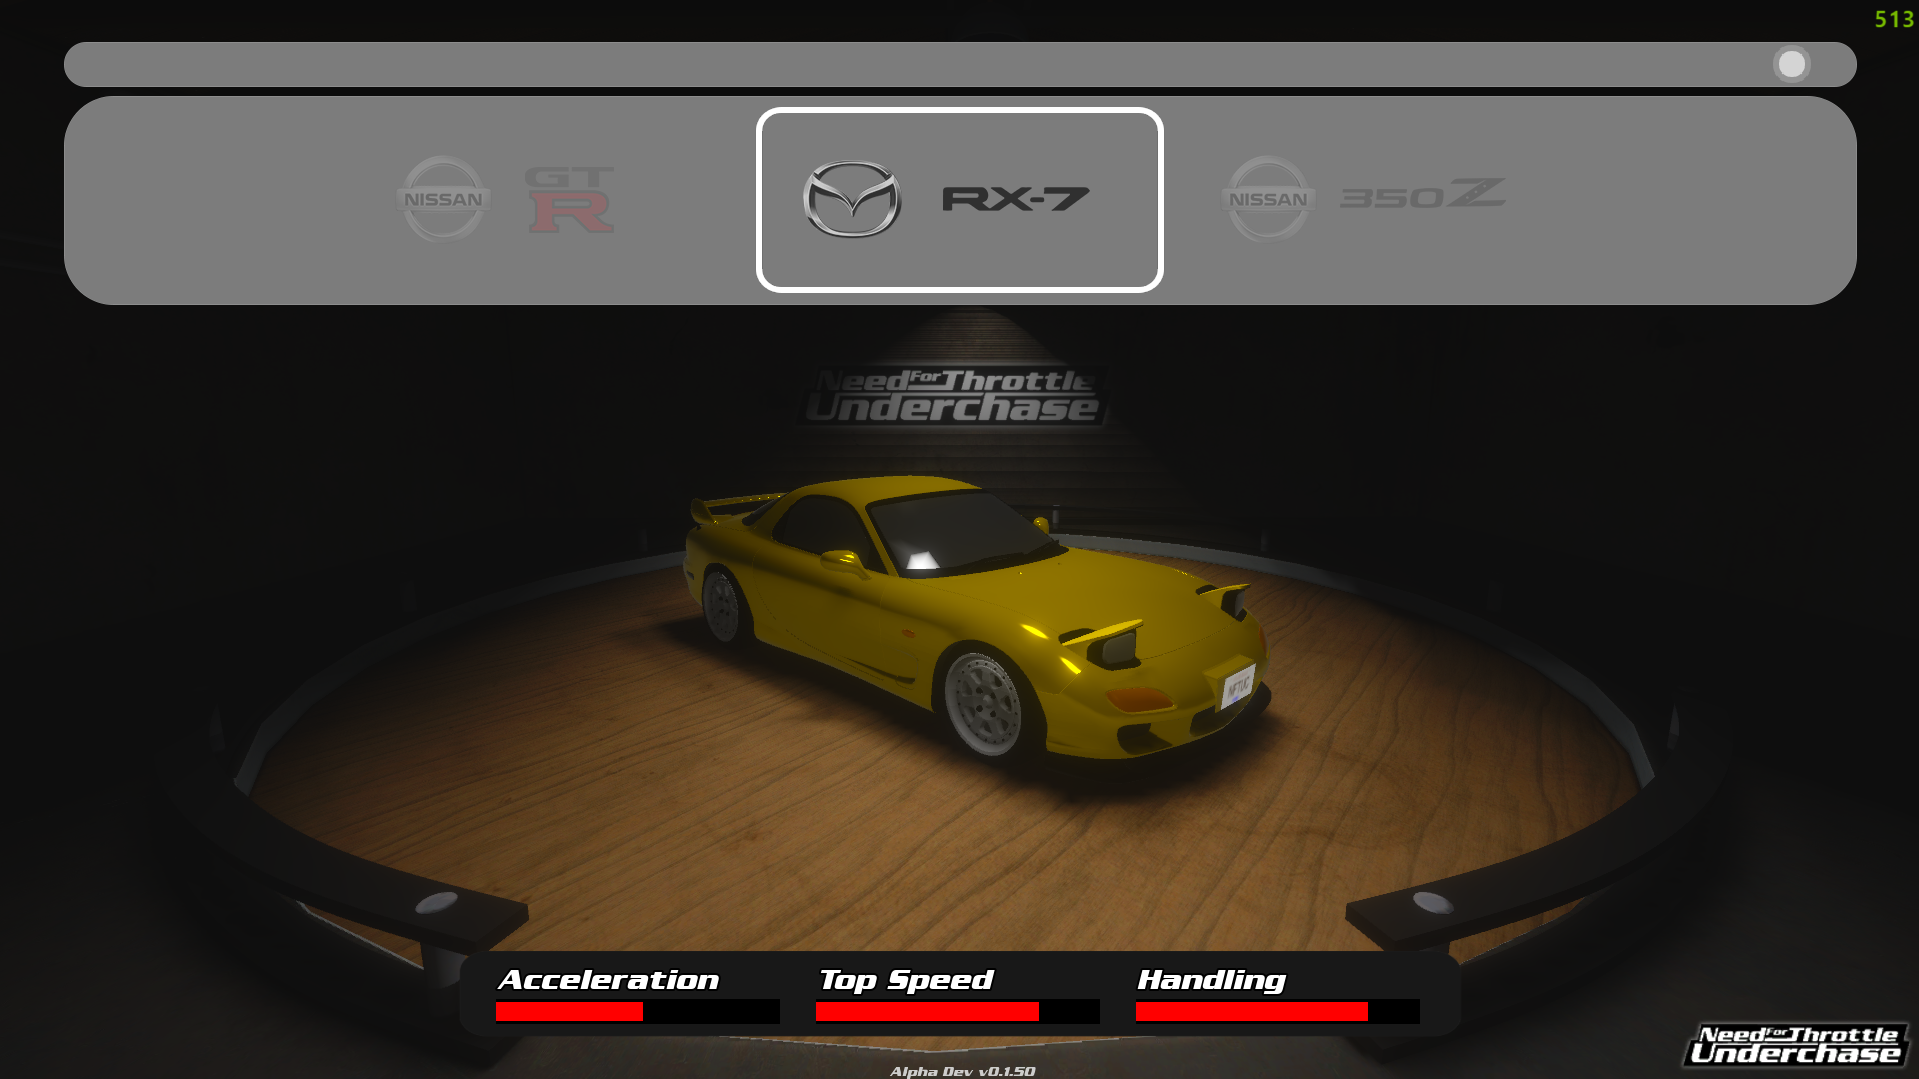 513
NISSAN
GT
R
RX-7
NISSAN
350Z
Need For Throttle
Underchase
NFTUC
Acceleration
Top Speed
Handling
Need For Throttle
Underchase
Alpha Dev v0.1.50